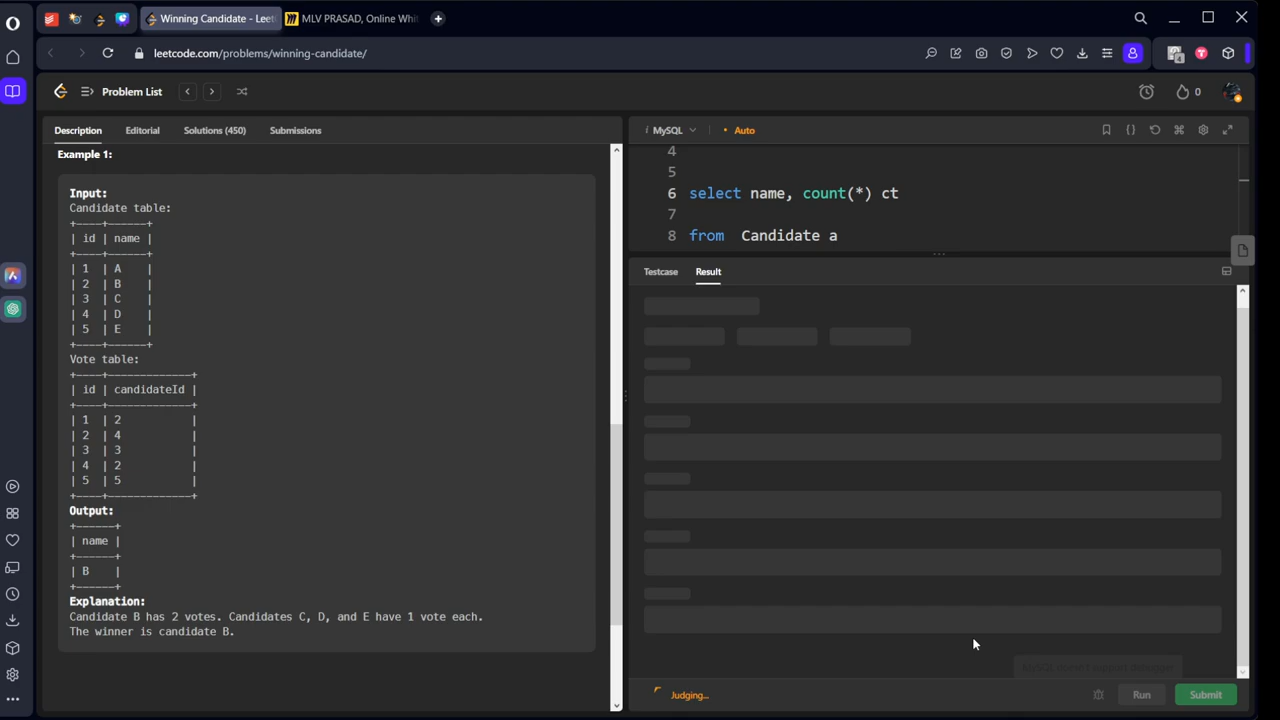 Winning Candidate - Leet
MLV PRASAD, Online Whit
leetcode.com/problems/winning-candidate/
4
Problem List
0
Description
Editorial
Solutions (450)
Submissions
MySQL
• Auto
Example 1:
Input:
Candidate table:
+----+------+
| id | name |
+----+------+
| 1 | A |
| 2 | B |
| 3 | C |
| 4 | D |
| 5 | E |
+----+------+
Vote table:
+----+-------------+
| id | candidateId |
+----+-------------+
| 1 | 2 |
| 2 | 4 |
| 3 | 3 |
| 4 | 2 |
| 5 | 5 |
+----+-------------+
Output:
+------+
| name |
+------+
| B |
+------+
Explanation:
Candidate B has 2 votes. Candidates C, D, and E have 1 vote each.
The winner is candidate B.
4
5
6 select name, count(*) ct
7
8 from Candidate a
Testcase
Result
Judging...
Run
Submit